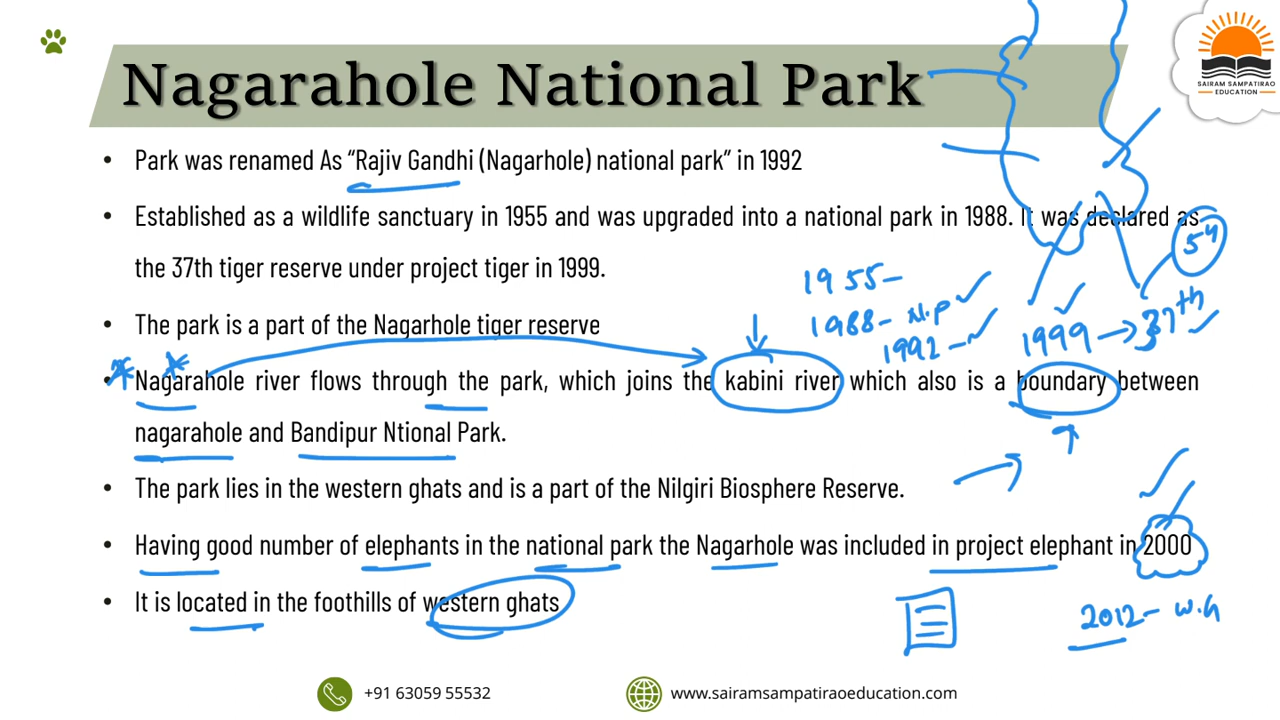 Nagarahole National Park
SAIRAM SAMPATIRAO
EDUCATION
• Park was renamed As “Rajiv Gandhi (Nagarhole) national park” in 1992
• Established as a wildlife sanctuary in 1955 and was upgraded into a national park in 1988. It was declared as
the 37th tiger reserve under project tiger in 1999.
54
1955-
1988- N.P
1992-
1999 → 37th
• The park is a part of the Nagarhole tiger reserve
• Nagarahole river flows through the park, which joins the kabini river which also is a boundary between
nagarahole and Bandipur Ntional Park.
• The park lies in the western ghats and is a part of the Nilgiri Biosphere Reserve.
• Having good number of elephants in the national park the Nagarhole was included in project elephant in 2000
• It is located in the foothills of western ghats
2012- W.G
+91 63059 55532
www.sairamsampatiraoeducation.com